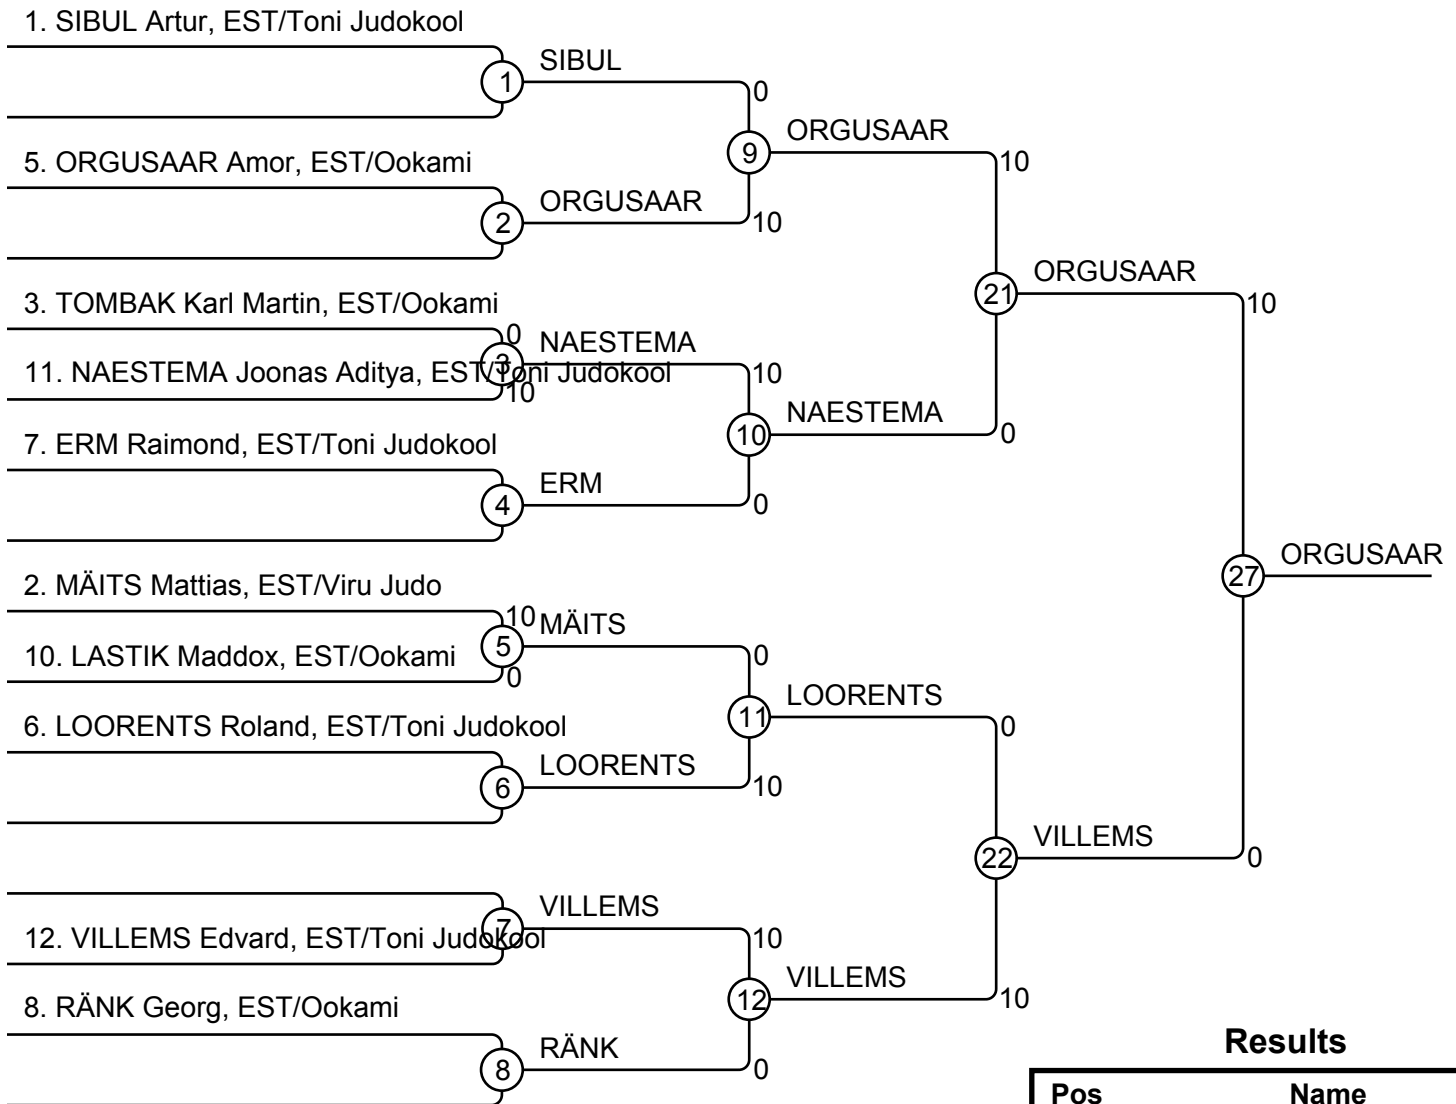 1. SIBUL Artur, EST/Toni Judokool
SIBUL
1
0
ORGUSAAR
9
10
5. ORGUSAAR Amor, EST/Ookami
ORGUSAAR
2
10
ORGUSAAR
21
10
3. TOMBAK Karl Martin, EST/Ookami
0
NAESTEMA
3
11. NAESTEMA Joonas Aditya, EST/Toni Judokool
10
10
NAESTEMA
10
0
7. ERM Raimond, EST/Toni Judokool
ERM
4
0
ORGUSAAR
27
2. MÄITS Mattias, EST/Viru Judo
10
MÄITS
5
0
10. LASTIK Maddox, EST/Ookami
0
LOORENTS
11
0
6. LOORENTS Roland, EST/Toni Judokool
LOORENTS
6
10
VILLEMS
22
0
VILLEMS
7
10
12. VILLEMS Edvard, EST/Toni Judokool
VILLEMS
12
10
8. RÄNK Georg, EST/Ookami
RÄNK
8
0
Results
Pos Name